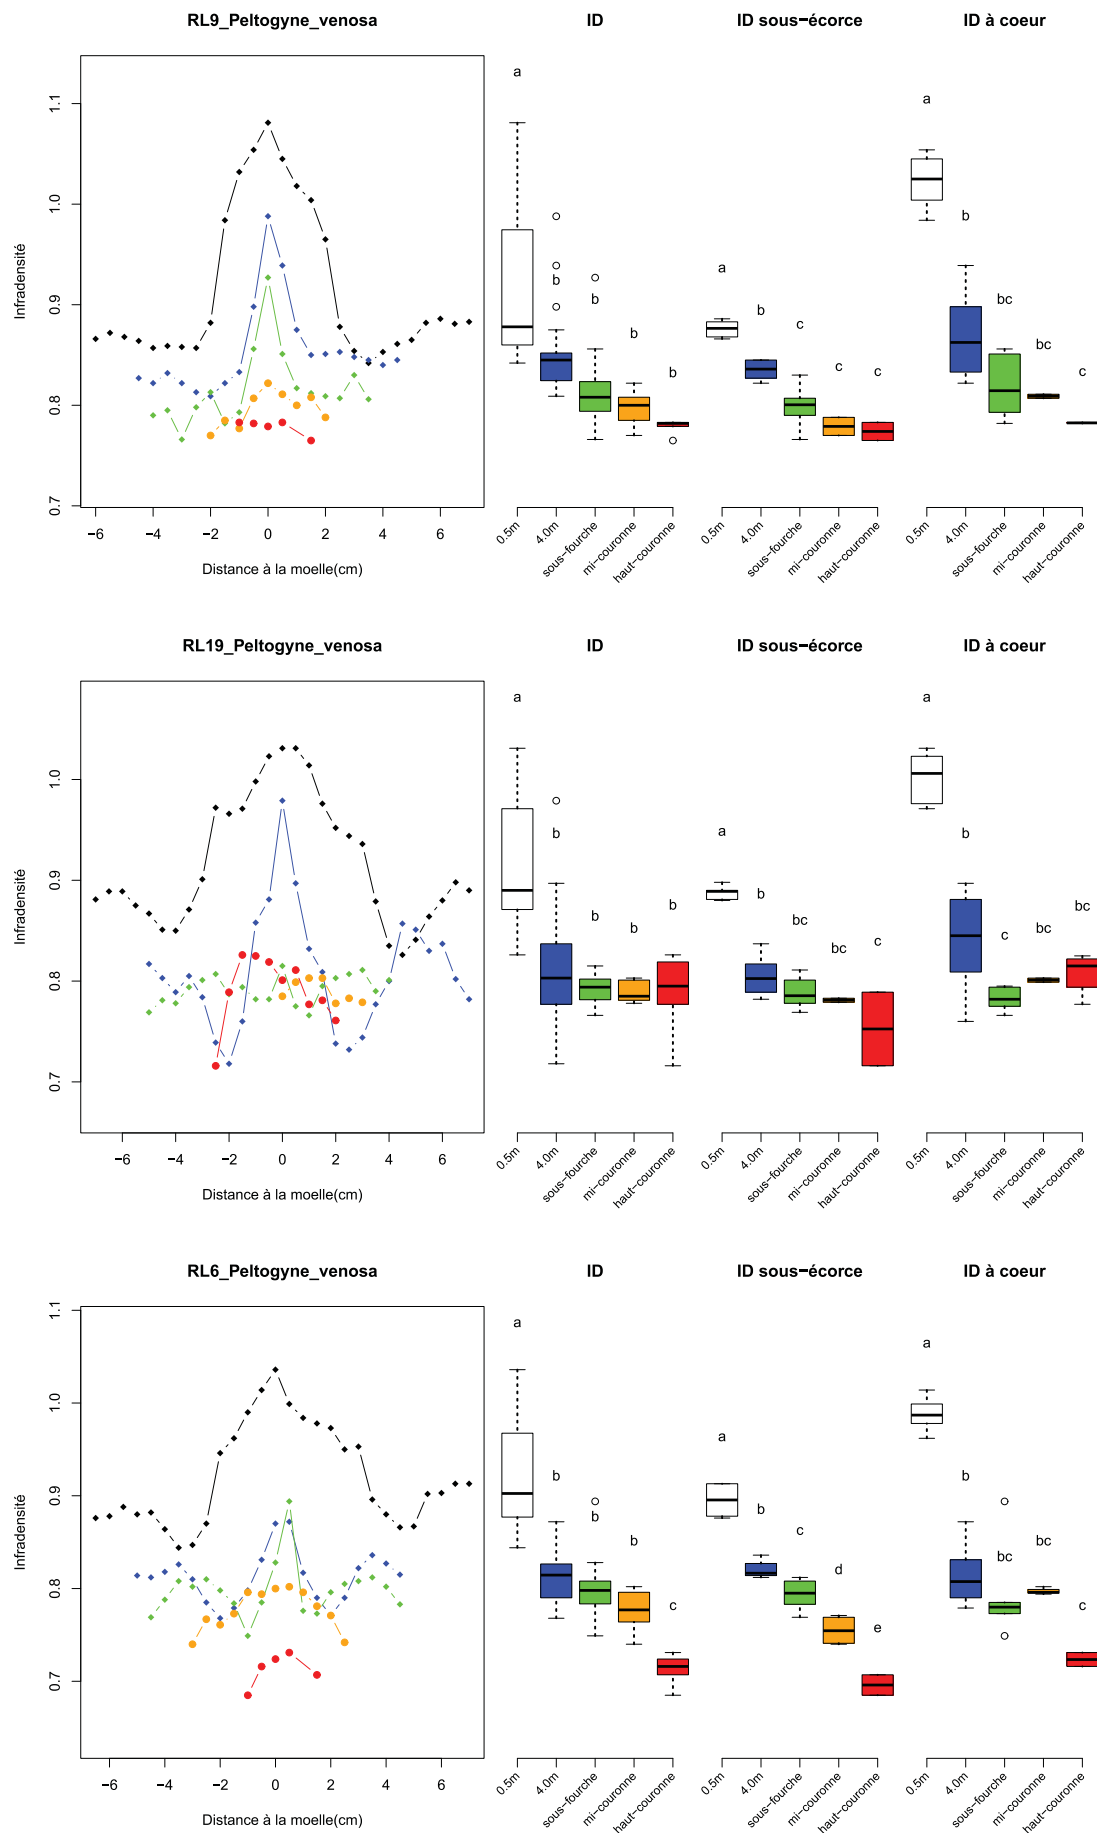 RL9_Peltogyne_venosa
ID
ID sous−écorce
ID à coeur
Infradensité
1.1
1.0
0.9
0.8
0.7
−6 −4 −2 0 2 4 6
Distance à la moelle(cm)
a b b b b
0.5m 4.0m sous−fourche mi−couronne haut−couronne
a b c c c
0.5m 4.0m sous−fourche mi−couronne haut−couronne
a b bc bc c
0.5m 4.0m sous−fourche mi−couronne haut−couronne
RL19_Peltogyne_venosa
ID
ID sous−écorce
ID à coeur
Infradensité
1.0
0.9
0.8
0.7
−6 −4 −2 0 2 4 6
Distance à la moelle(cm)
a b b b b
0.5m 4.0m sous−fourche mi−couronne haut−couronne
a b bc bc c
0.5m 4.0m sous−fourche mi−couronne haut−couronne
a b c bc bc
0.5m 4.0m sous−fourche mi−couronne haut−couronne
RL6_Peltogyne_venosa
ID
ID sous−écorce
ID à coeur
Infradensité
1.1
1.0
0.9
0.8
0.7
−6 −4 −2 0 2 4 6
Distance à la moelle(cm)
a b b b c
0.5m 4.0m sous−fourche mi−couronne haut−couronne
a b c d e
0.5m 4.0m sous−fourche mi−couronne haut−couronne
a b bc bc c
0.5m 4.0m sous−fourche mi−couronne haut−couronne